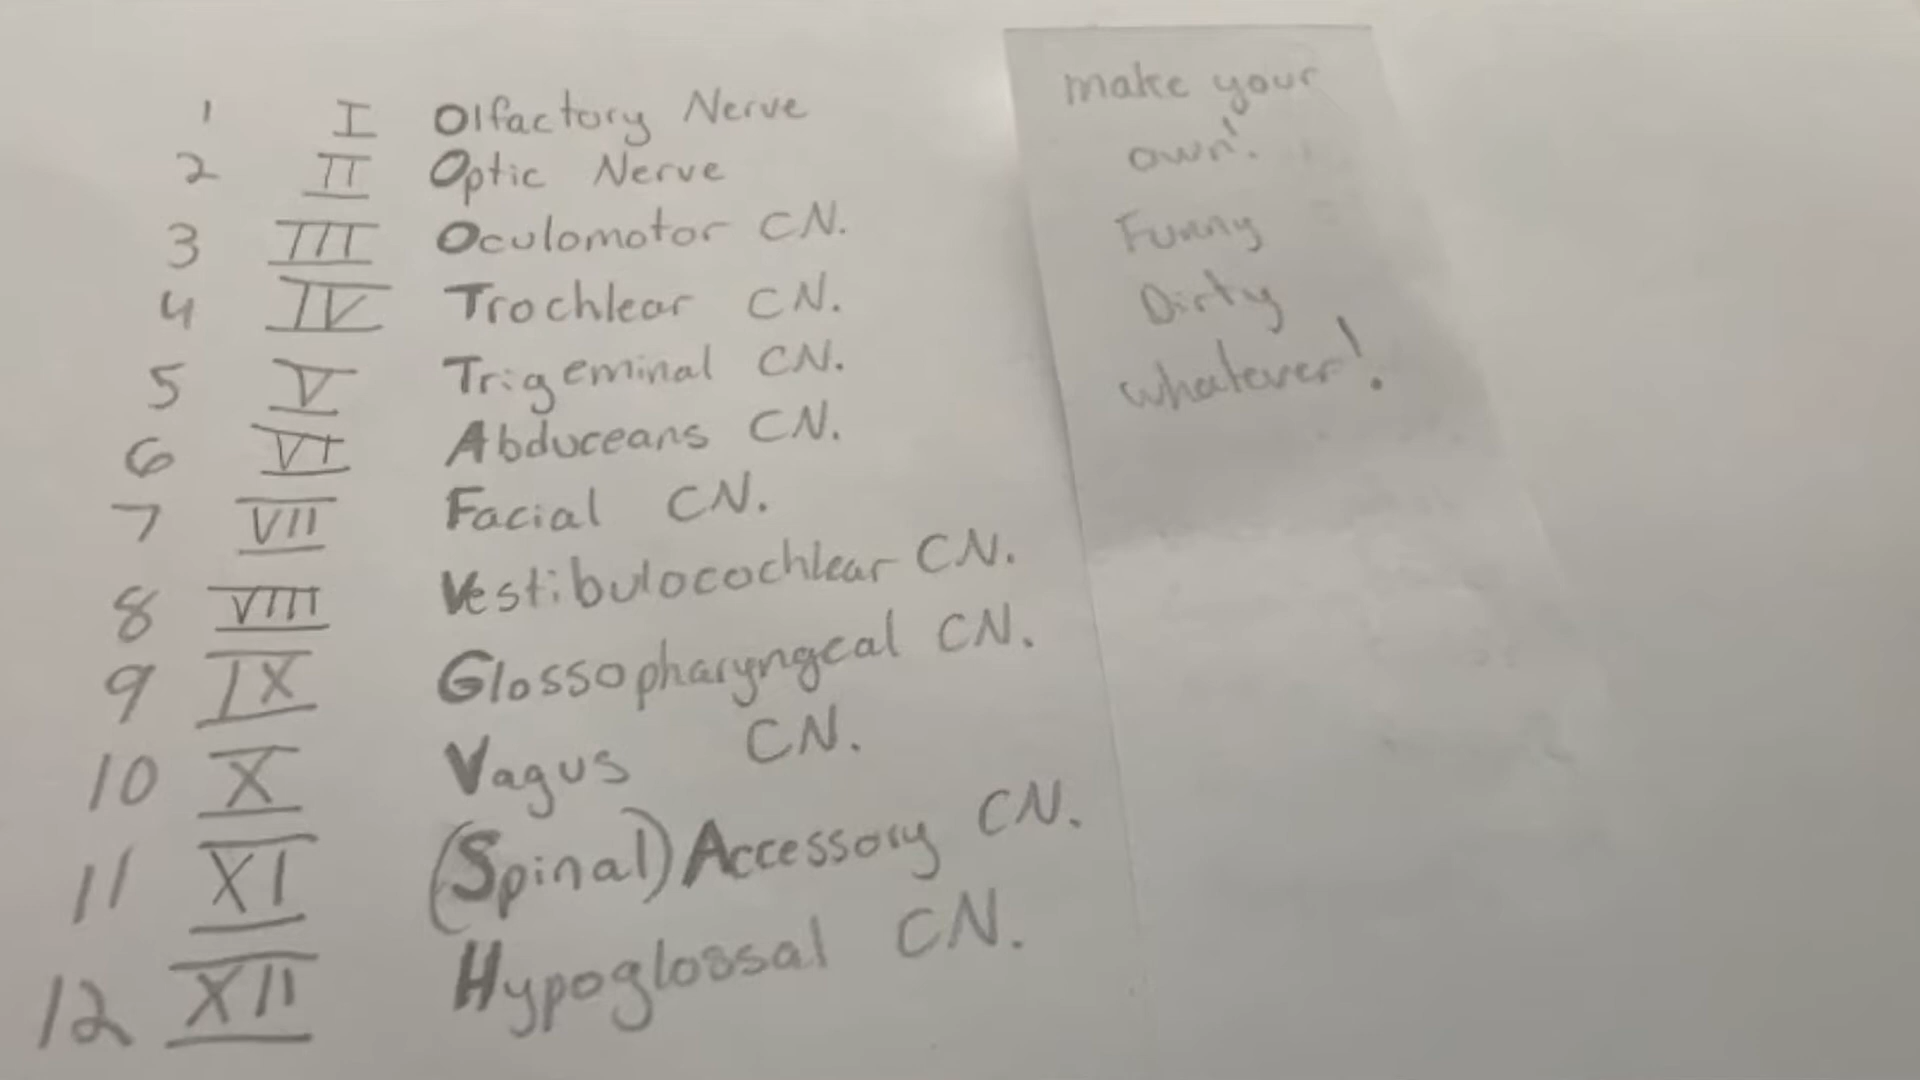 1 I Olfactory Nerve
2 II Optic Nerve
3 III Oculomotor CN.
4 IV Trochlear CN.
5 V Trigeminal CN.
6 VI Abduceans CN.
7 VII Facial CN.
8 VIII Vestibulocochlear CN.
9 IX Glossopharyngeal CN.
10 X Vagus CN.
11 XI (Spinal) Accessory CN.
12 XII Hypoglossal CN.
make your
own!
Funny
Dirty
whatever!